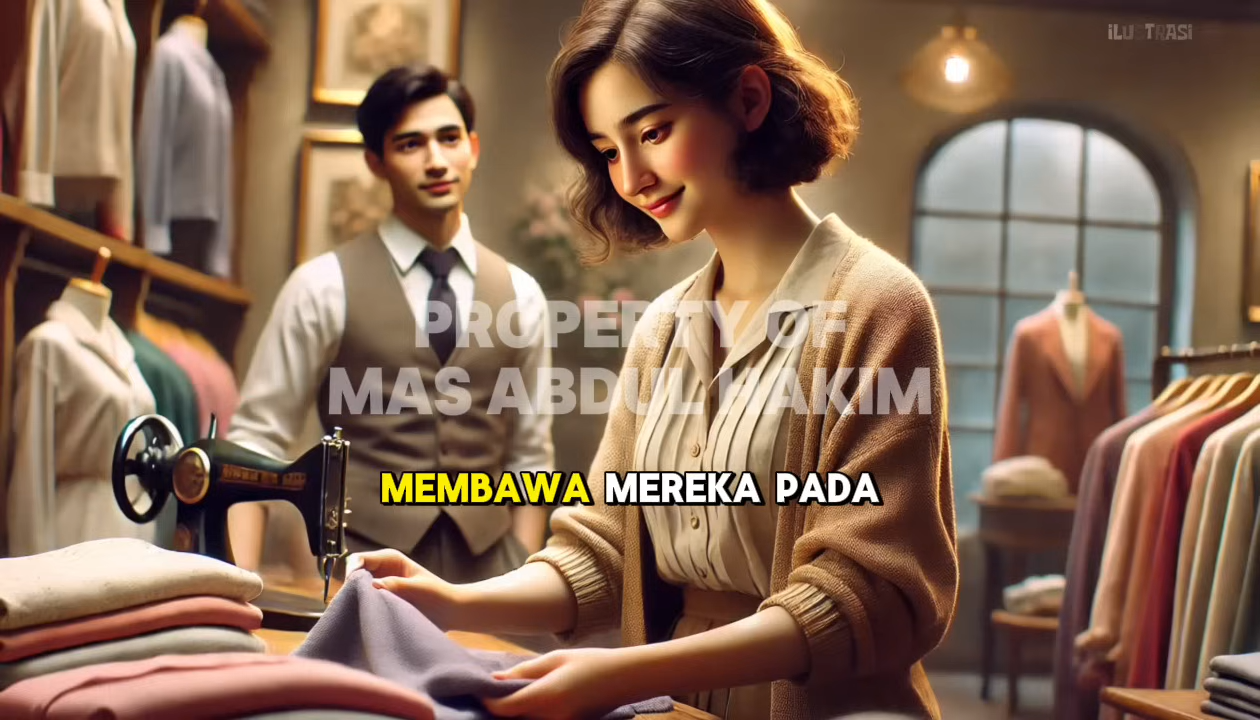 iLUSTRASI
PROPERTY OF
MAS ABDUL HAKIM
MEMBAWA MEREKA PADA